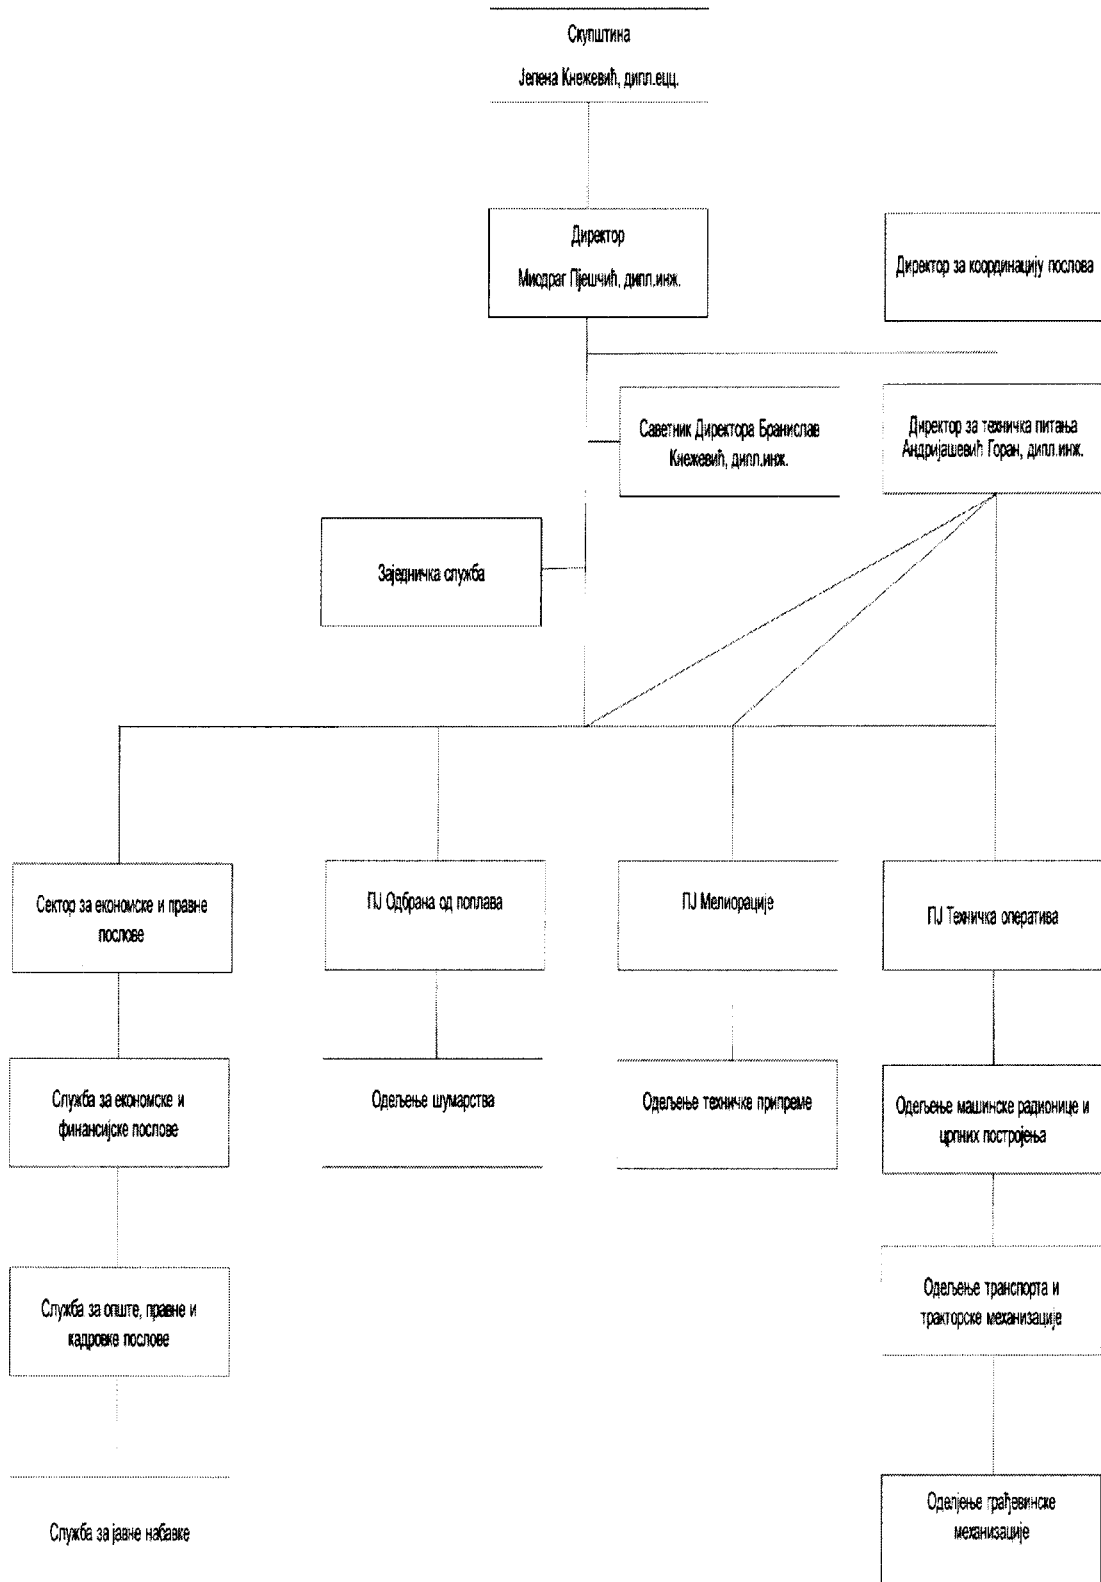 Скупштина
Јелена Кнежевић, дипл.ецц.
Директор
Миодраг Пјешчић, дипл.инж.
Директор за координацију послова
Саветник Директора Бранислав
Кнежевић, дипл.инж.
Директор за техничка питања
Андријашевић Горан, дипл.инж.
Заједничка служба
Сектор за економске и правне
послове
ПЈ Одбрана од поплава
ПЈ Мелиорације
ПЈ Техничка оператива
Служба за економске и
финансијске послове
Одељење шумарства
Одељење техничке припреме
Одељење машинске радионице и
црпних постројења
Служба за опште, правне и
кадровке послове
Одељење транспорта и
тракторске механизације
Служба за јавне набавке
Оделјење грађевинске
механизације